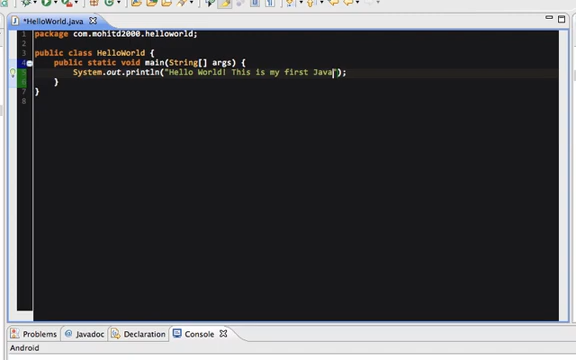 *HelloWorld.java
1 package com.mohitd2000.helloworld;
2
3 public class HelloWorld {
4 public static void main(String[] args) {
5 System.out.println("Hello World! This is my first Java");
6 }
7 }
8
Problems @ Javadoc Declaration Console
Android